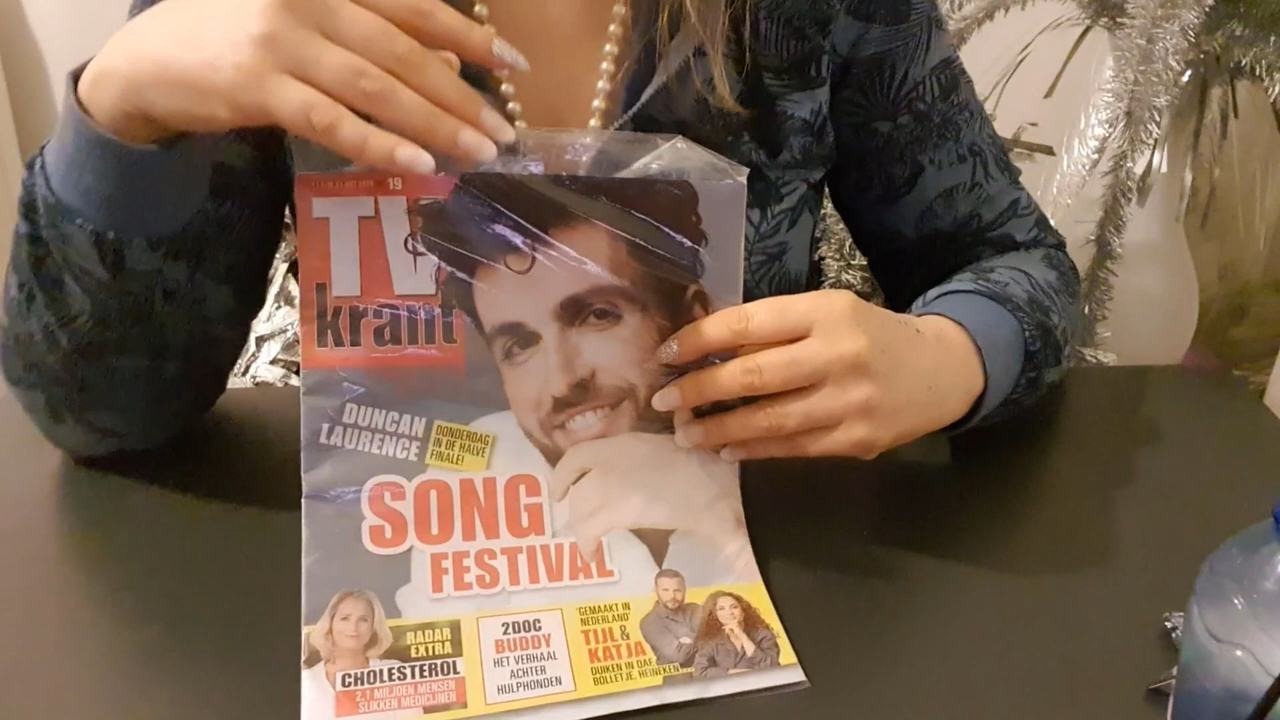 19
TV
krant
DUNCAN
LAURENCE
DONDERDAG
IN DE HALVE
FINALE!
SONG
FESTIVAL
RADAR
EXTRA
CHOLESTEROL
2,1 MILJOEN MENSEN
SLIKKEN MEDICIJNEN
2DOC
BUDDY
HET VERHAAL
ACHTER
HULPHONDEN
'GEMAAKT IN
NEDERLAND'
TIJL &
KATJA
DUIKEN IN DAF,
BOLLETJE, HEINEKEN...